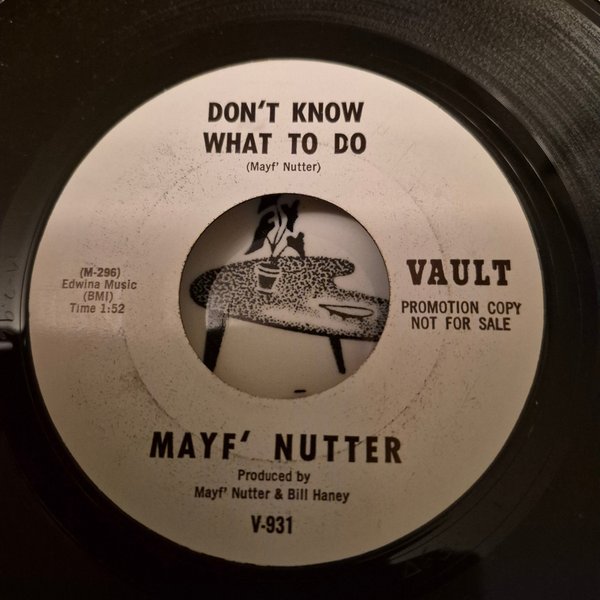 DON'T KNOW
WHAT TO DO
(Mayf' Nutter)
(M-296)
Edwina Music
(BMI)
Time 1:52
VAULT
PROMOTION COPY
NOT FOR SALE
MAYF' NUTTER
Produced by
Mayf' Nutter & Bill Haney
V-931